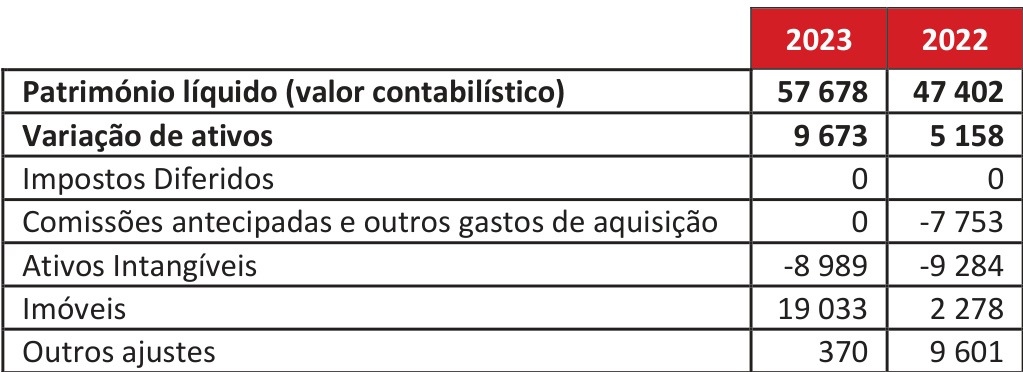 2023 2022
Património líquido (valor contabilístico) 57 678 47 402
Variação de ativos 9 673 5 158
Impostos Diferidos 0 0
Comissões antecipadas e outros gastos de aquisição 0 -7 753
Ativos Intangíveis -8 989 -9 284
Imóveis 19 033 2 278
Outros ajustes 370 9 601